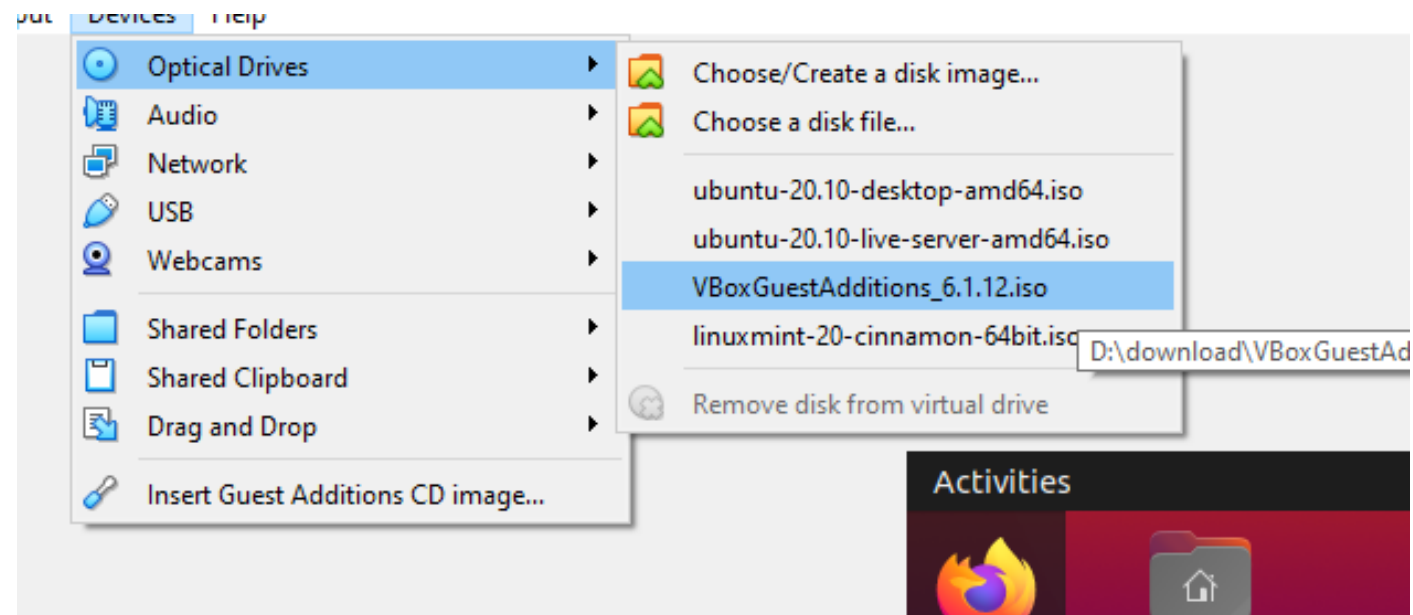 Devices Help
Optical Drives
Audio
Network
USB
Webcams
Shared Folders
Shared Clipboard
Drag and Drop
Insert Guest Additions CD image...
Choose/Create a disk image...
Choose a disk file...
ubuntu-20.10-desktop-amd64.iso
ubuntu-20.10-live-server-amd64.iso
VBoxGuestAdditions_6.1.12.iso
linuxmint-20-cinnamon-64bit.iso
D:\download\VBoxGuestAd
Remove disk from virtual drive
Activities